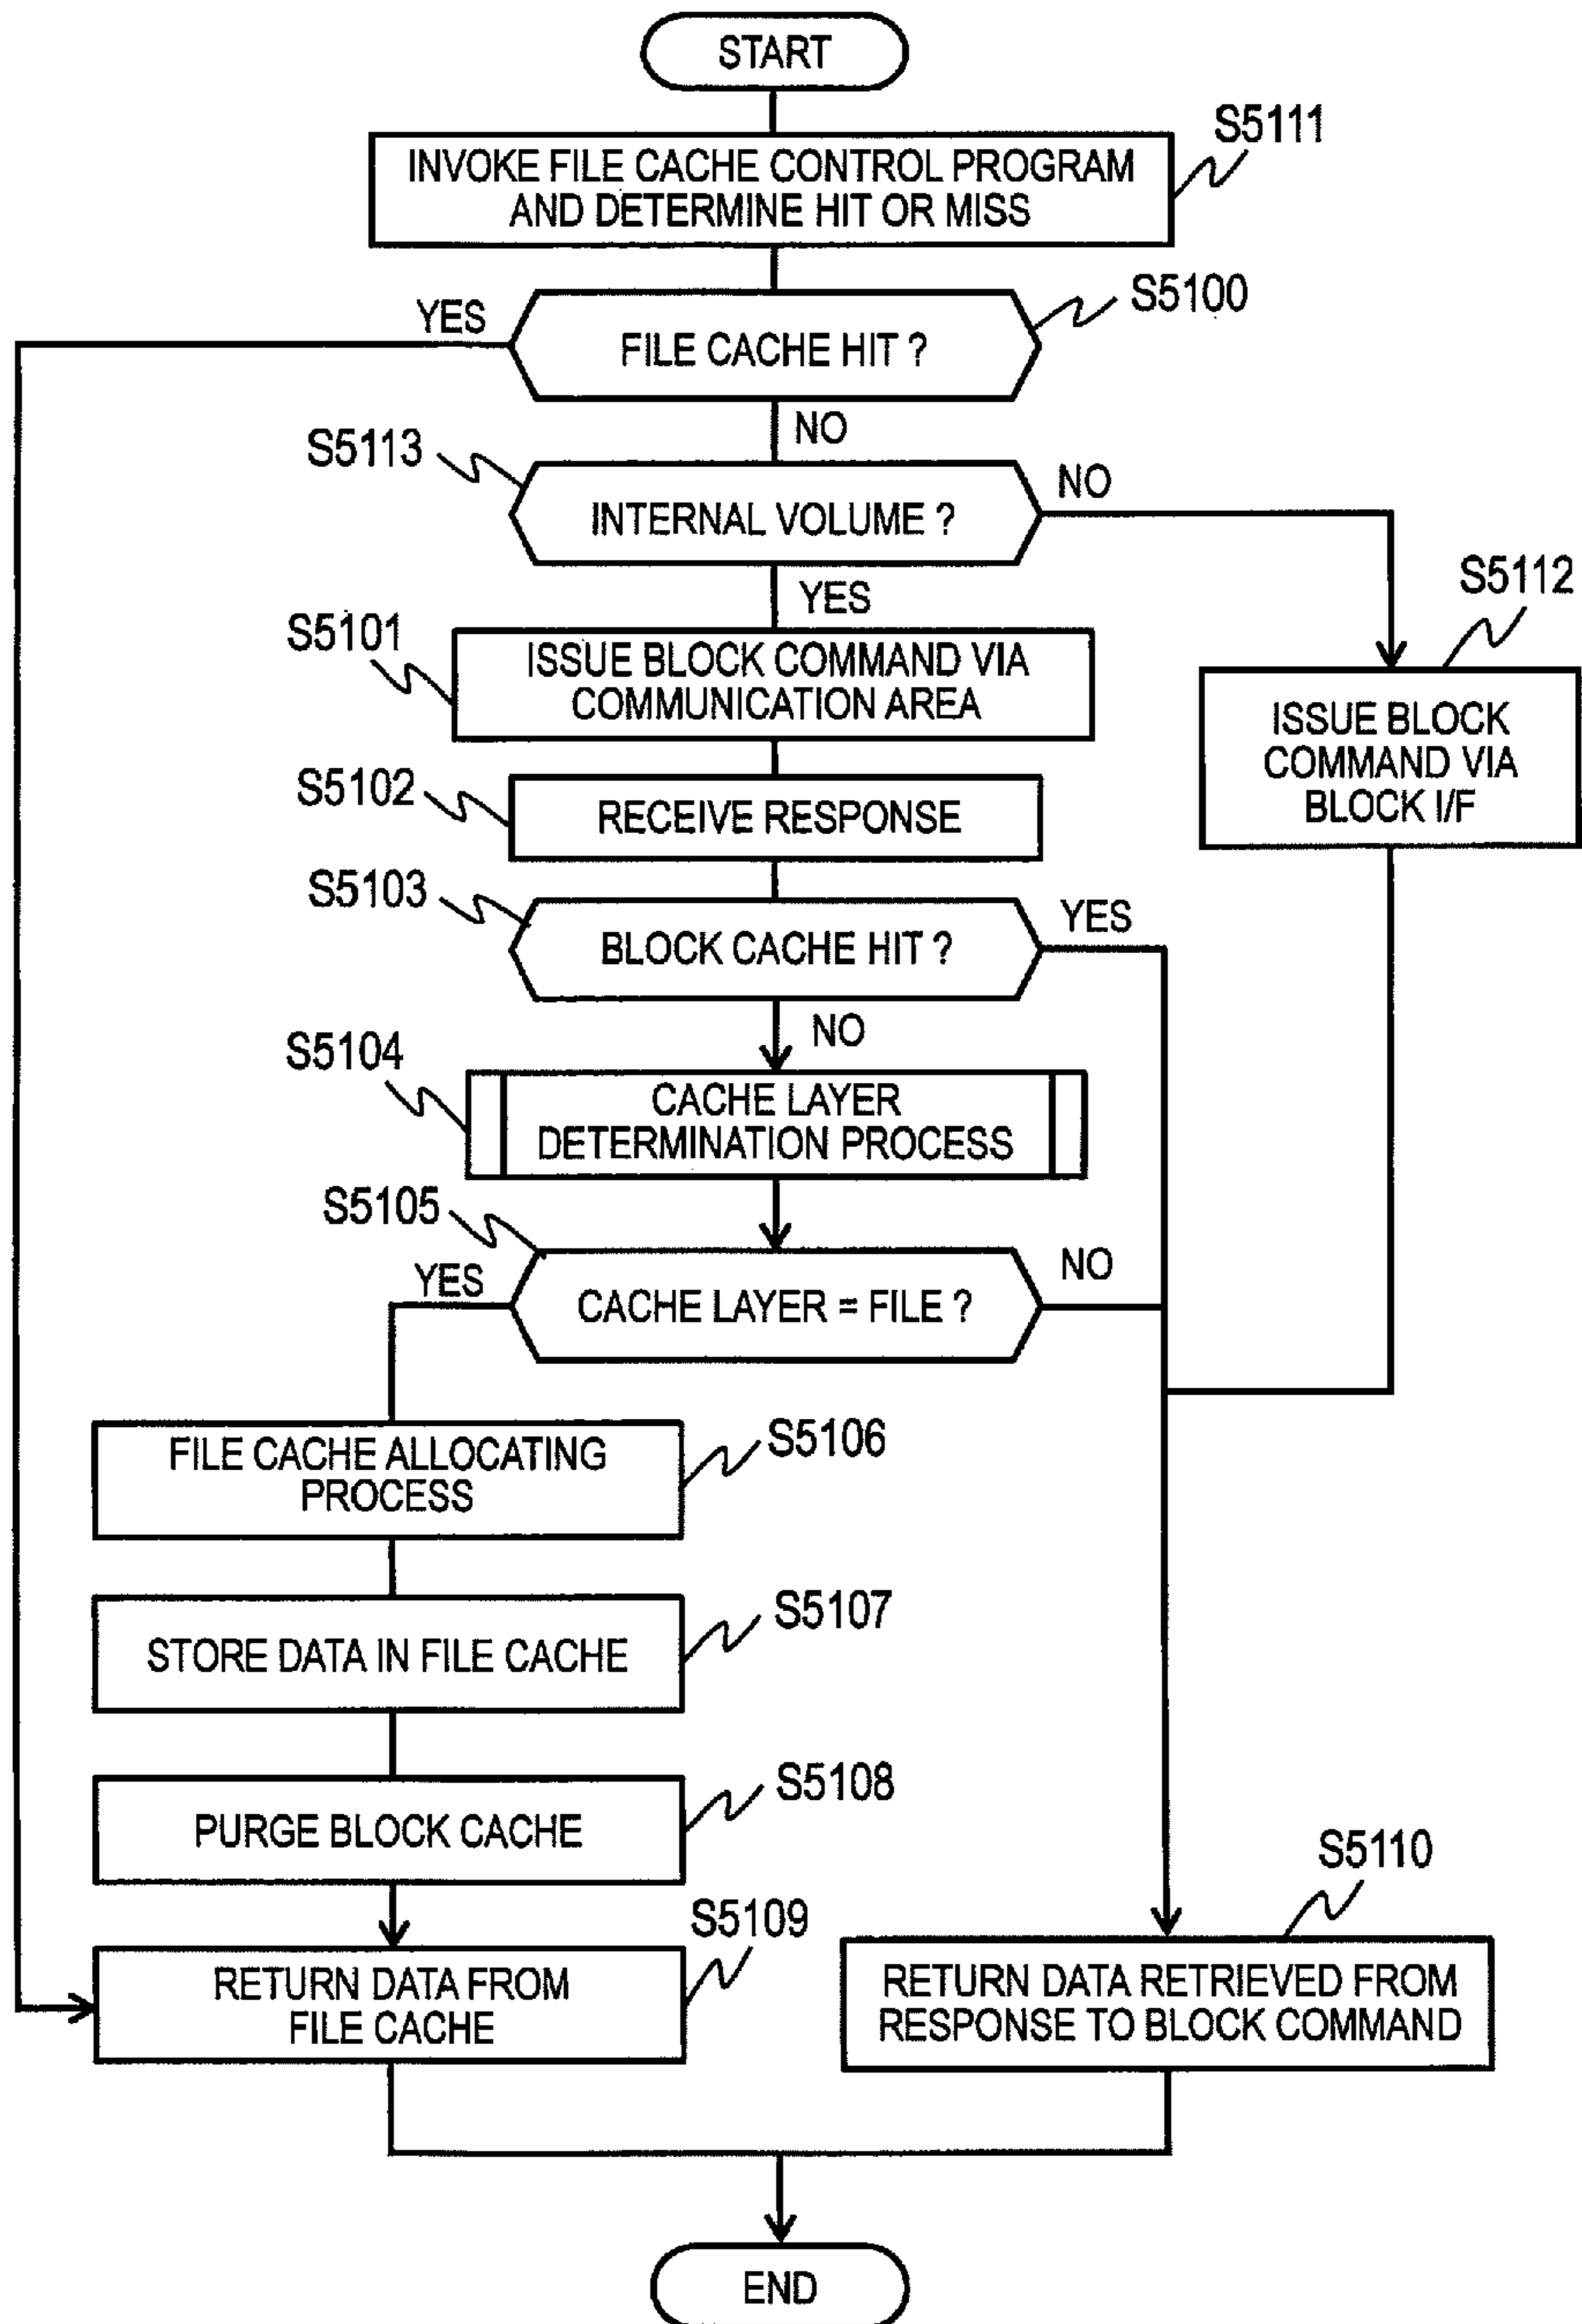 START
S5111
INVOKE FILE CACHE CONTROL PROGRAM
AND DETERMINE HIT OR MISS
S5100
YES
FILE CACHE HIT ?
NO
S5113
NO
INTERNAL VOLUME ?
YES
S5112
S5101
ISSUE BLOCK COMMAND VIA
COMMUNICATION AREA
ISSUE BLOCK
COMMAND VIA
BLOCK I/F
S5102
RECEIVE RESPONSE
S5103
YES
BLOCK CACHE HIT ?
NO
S5104
CACHE LAYER
DETERMINATION PROCESS
S5105
YES
NO
CACHE LAYER = FILE ?
S5106
FILE CACHE ALLOCATING
PROCESS
S5107
STORE DATA IN FILE CACHE
S5108
PURGE BLOCK CACHE
S5110
S5109
RETURN DATA FROM
FILE CACHE
RETURN DATA RETRIEVED FROM
RESPONSE TO BLOCK COMMAND
END